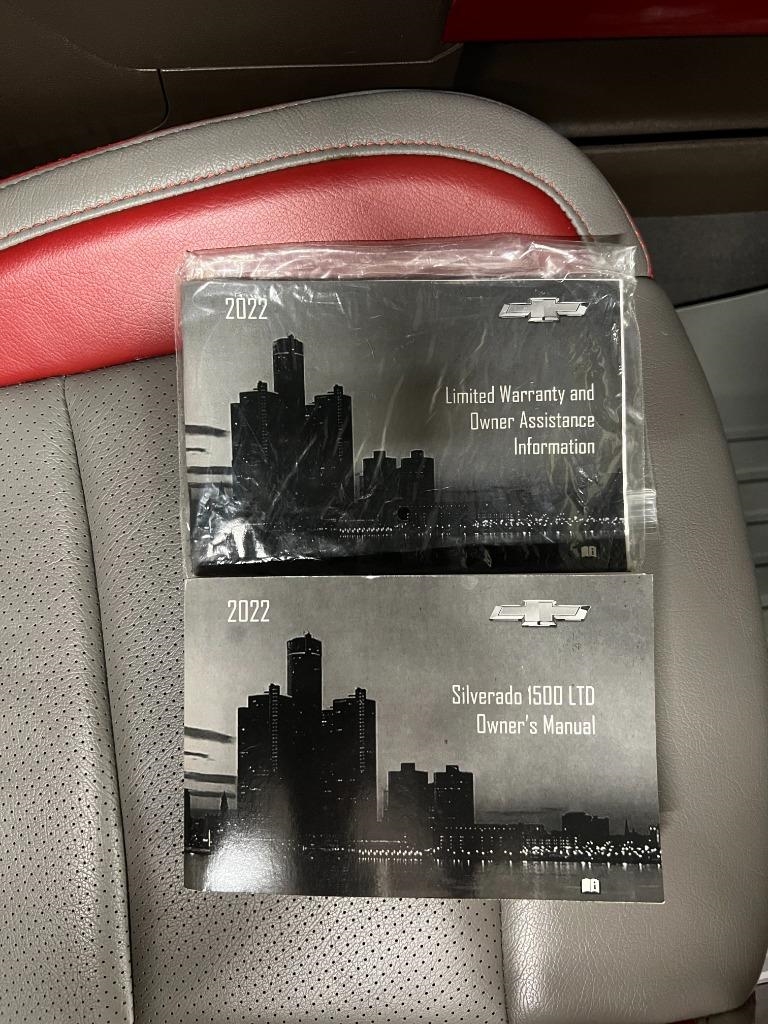 2022
Limited Warranty and
Owner Assistance
Information
2022
Silverado 1500 LTD
Owner's Manual